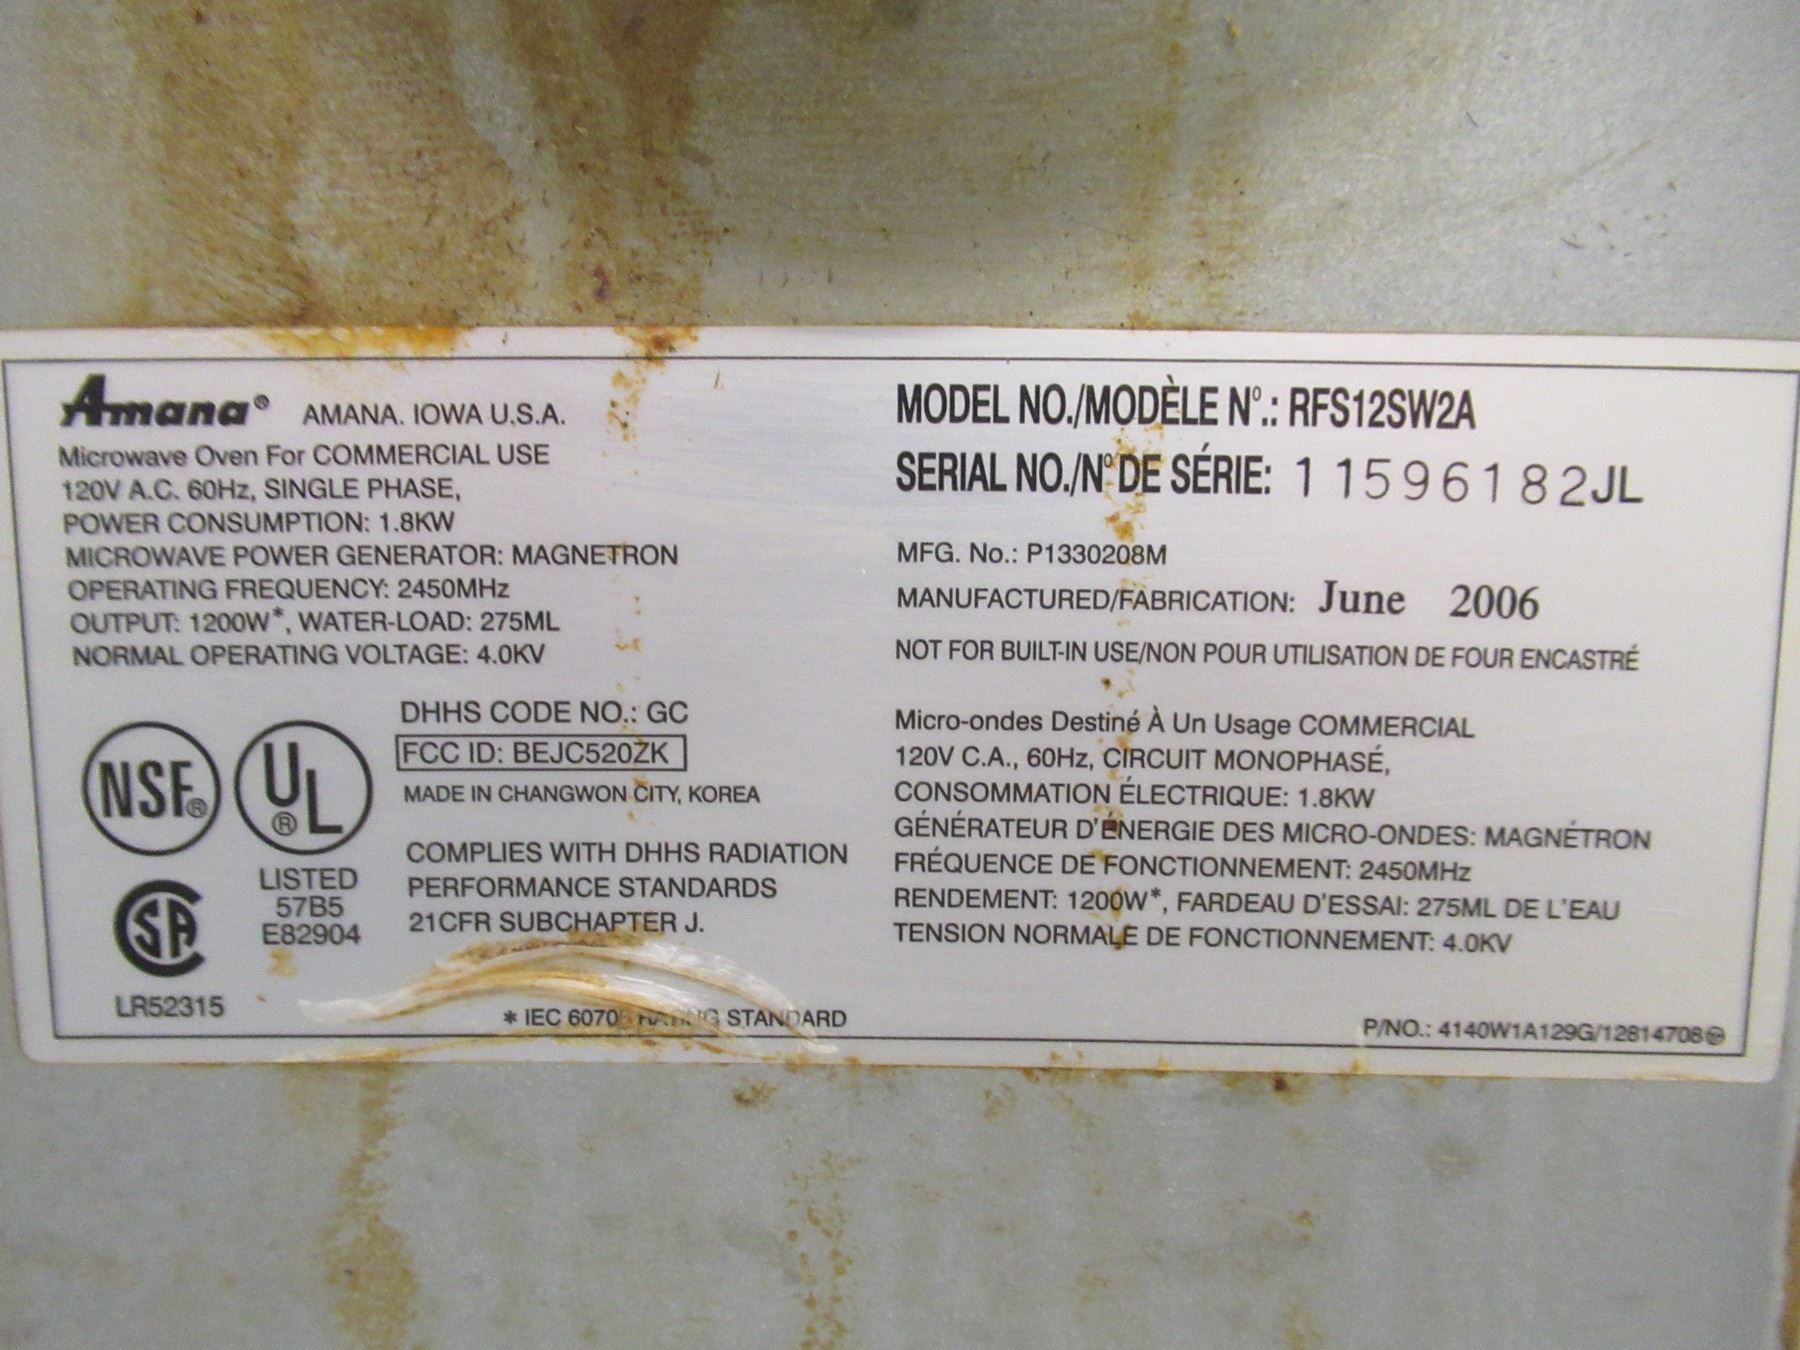 Amana® AMANA. IOWA U.S.A.
Microwave Oven For COMMERCIAL USE
120V A.C. 60Hz, SINGLE PHASE,
POWER CONSUMPTION: 1.8KW
MICROWAVE POWER GENERATOR: MAGNETRON
OPERATING FREQUENCY: 2450MHz
OUTPUT: 1200W*, WATER-LOAD: 275ML
NORMAL OPERATING VOLTAGE: 4.0KV
NSF®
UL®
LISTED
57B5
E82904
SA
LR52315
DHHS CODE NO.: GC
FCC ID: BEJC520ZK
MADE IN CHANGWON CITY, KOREA
COMPLIES WITH DHHS RADIATION
PERFORMANCE STANDARDS
21CFR SUBCHAPTER J.
* IEC STANDARD
MODEL NO./MODÈLE Nº.: RFS12SW2A
SERIAL NO./Nº DE SÉRIE: 11596182JL
MFG. No.: P1330208M
MANUFACTURED/FABRICATION: June 2006
NOT FOR BUILT-IN USE/NON POUR UTILISATION DE FOUR ENCASTRÉ
Micro-ondes Destiné À Un Usage COMMERCIAL
120V C.A., 60Hz, CIRCUIT MONOPHASÉ,
CONSOMMATION ÉLECTRIQUE: 1.8KW
GÉNÉRATEUR D'ÉNERGIE DES MICRO-ONDES: MAGNÉTRON
FRÉQUENCE DE FONCTIONNEMENT: 2450MHz
RENDEMENT: 1200W*, FARDEAU D'ESSAI: 275ML DE L'EAU
TENSION NORMALE DE FONCTIONNEMENT: 4.0KV
P/NO.: 4140W1A129G/12814708